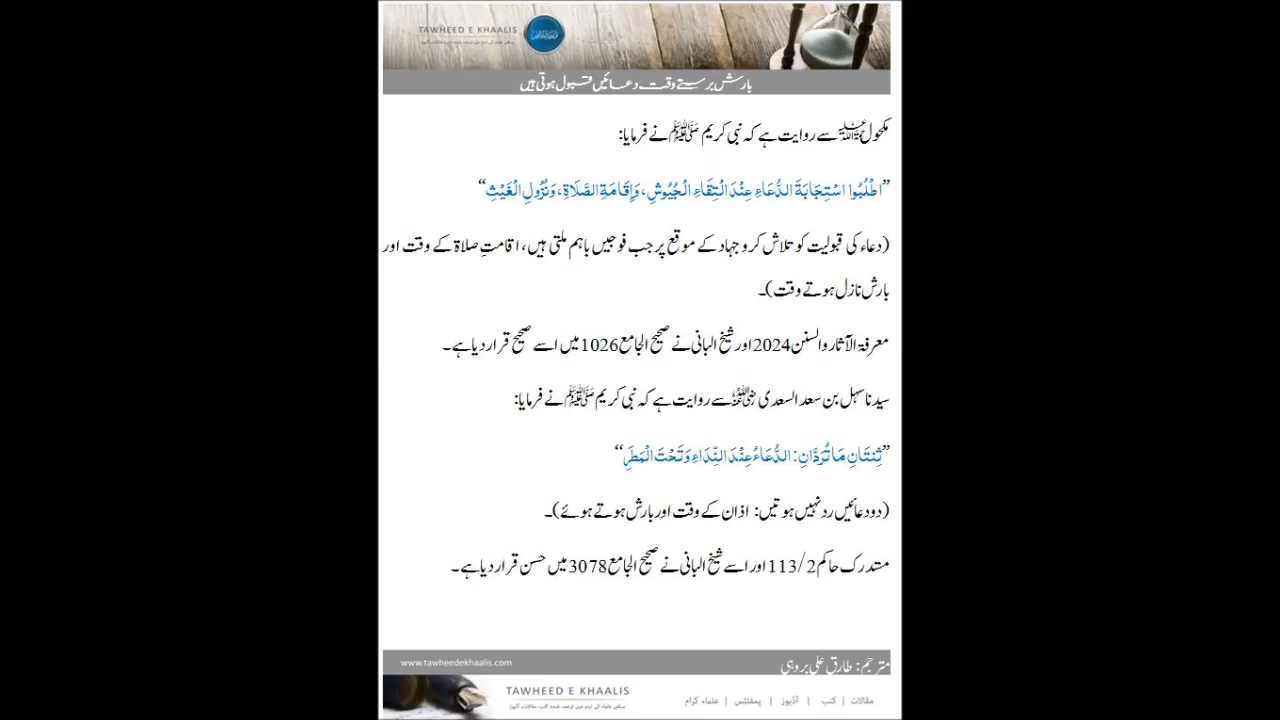 TAWHEED E KHAALIS
بارش برستے وقت دعائیں قبول ہوتی ہیں
مکحول رحمۃ اللہ علیہ سے روایت ہے کہ نبی کریم ﷺ نے فرمایا:
”اطْلُبُوا اسْتِجَابَةَ الدُّعَاءِ عِنْدَ الْتِقَاءِ الْجُيُوشِ، وَإِقَامَةِ الصَّلَاةِ، وَنُزُولِ الْغَيْثِ“
(دعاء کی قبولیت کو تلاش کرو جہاد کے موقع پر جب فوجیں باہم ملتی ہیں، اقامتِ صلاۃ کے وقت اور
بارش نازل ہوتے وقت)۔
معرفۃ الآثار والسنن 2024 اور شیخ البانی نے صحیح الجامع 1026 میں اسے صحیح قرار دیا ہے۔
سیدنا سہل بن سعد الساعدی رضی اللہ عنہ سے روایت ہے کہ نبی کریم ﷺ نے فرمایا:
”ثِنْتَانِ مَا تُرَدَّانِ: الدُّعَاءُ عِنْدَ النِّدَاءِ وَتَحْتَ الْمَطَرِ“
(دو دعائیں رد نہیں ہوتیں: اذان کے وقت اور بارش ہوتے ہوئے)۔
مستدرک حاکم 2/113 اور اسے شیخ البانی نے صحیح الجامع 3078 میں حسن قرار دیا ہے۔
مترجم: طارق علی بروہی
www.tawheedekhaalis.com
TAWHEED E KHAALIS
مقالات | کتب | آڈیوز | پمفلٹس | علماء کرام